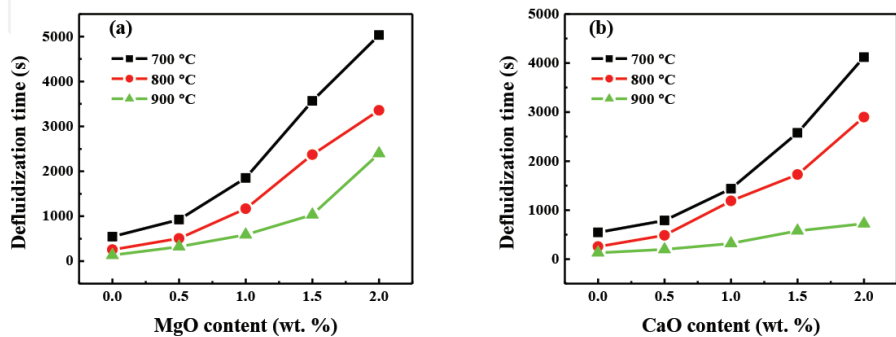 (a)
700 °C
800 °C
900 °C
5000
4000
3000
2000
1000
0
Defluidization time (s)
0.0 0.5 1.0 1.5 2.0
MgO content (wt. %)
(b)
700 °C
800 °C
900 °C
5000
4000
3000
2000
1000
0
Defluidization time (s)
0.0 0.5 1.0 1.5 2.0
CaO content (wt. %)